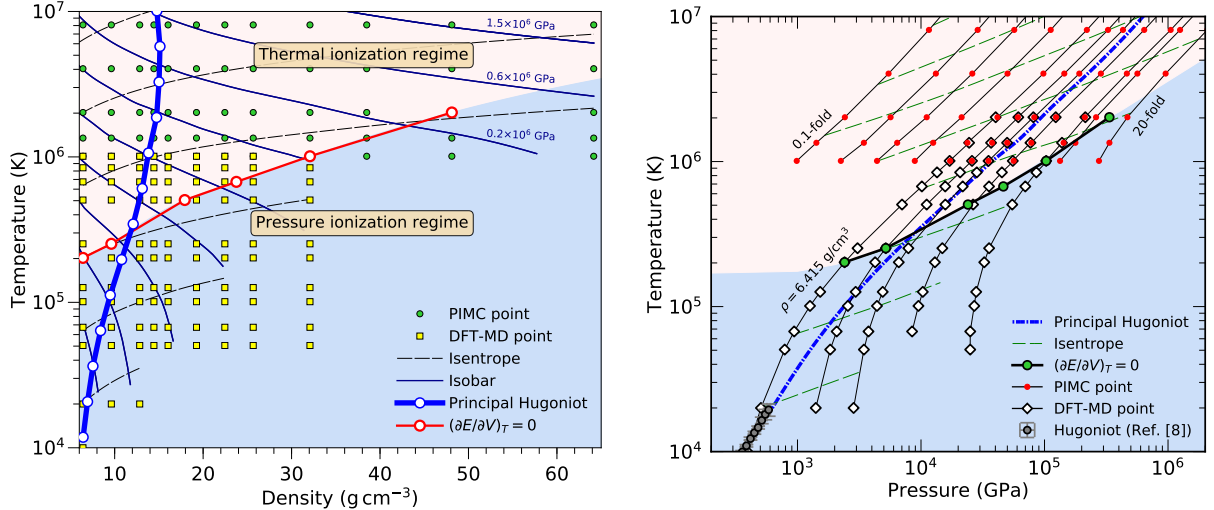 10⁷
10⁶
10⁵
10⁴
Temperature (K)
10
20
30
40
50
60
Density (g cm⁻³)
1.5×10⁶ GPa
Thermal ionization regime
0.6×10⁶ GPa
0.2×10⁶ GPa
Pressure ionization regime
PIMC point
DFT-MD point
Isentrope
Isobar
Principal Hugoniot
(∂E/∂V)T = 0
10⁷
10⁶
10⁵
10⁴
Temperature (K)
10³
10⁴
10⁵
10⁶
Pressure (GPa)
0.1-fold
20-fold
ρ = 6.415 g/cm³
Principal Hugoniot
Isentrope
(∂E/∂V)T = 0
PIMC point
DFT-MD point
Hugoniot (Ref. [8])